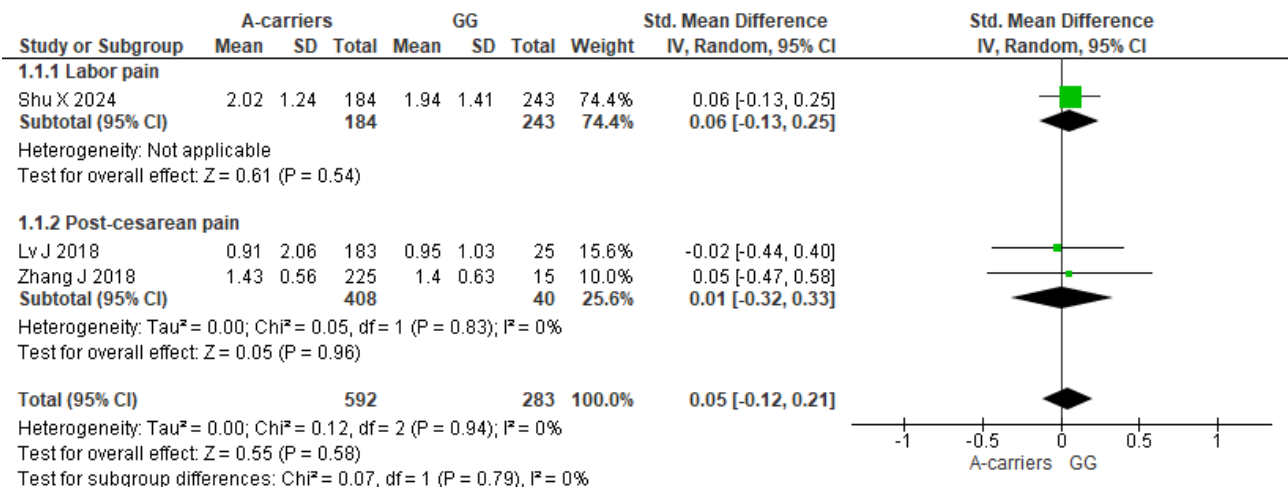 A-carriers GG Std. Mean Difference Std. Mean Difference
Study or Subgroup Mean SD Total Mean SD Total Weight IV, Random, 95% CI IV, Random, 95% CI
1.1.1 Labor pain
Shu X 2024 2.02 1.24 184 1.94 1.41 243 74.4% 0.06 [-0.13, 0.25]
Subtotal (95% CI) 184 243 74.4% 0.06 [-0.13, 0.25]
Heterogeneity: Not applicable
Test for overall effect: Z = 0.61 (P = 0.54)
1.1.2 Post-cesarean pain
Lv J 2018 0.91 2.06 183 0.95 1.03 25 15.6% -0.02 [-0.44, 0.40]
Zhang J 2018 1.43 0.56 225 1.4 0.63 15 10.0% 0.05 [-0.47, 0.58]
Subtotal (95% CI) 408 40 25.6% 0.01 [-0.32, 0.33]
Heterogeneity: Tau² = 0.00; Chi² = 0.05, df = 1 (P = 0.83); I² = 0%
Test for overall effect: Z = 0.05 (P = 0.96)
Total (95% CI) 592 283 100.0% 0.05 [-0.12, 0.21]
Heterogeneity: Tau² = 0.00; Chi² = 0.12, df = 2 (P = 0.94); I² = 0%
Test for overall effect: Z = 0.55 (P = 0.58)
Test for subgroup differences: Chi² = 0.07, df = 1 (P = 0.79), I² = 0%
-1 -0.5 0 0.5 1
A-carriers GG